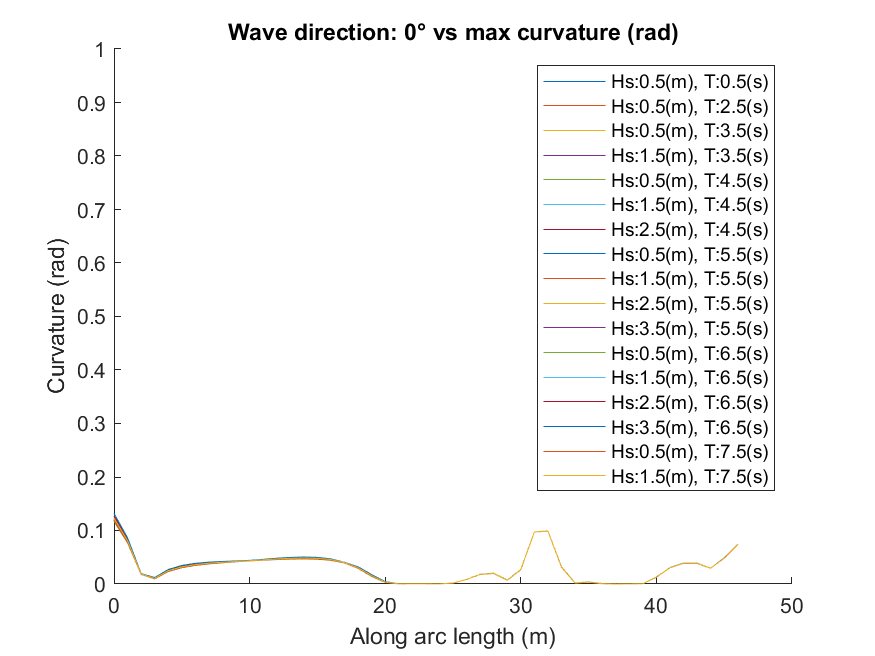 Wave direction: 0° vs max curvature (rad)
1
0.9
0.8
0.7
0.6
0.5
0.4
0.3
0.2
0.1
0
Curvature (rad)
Hs:0.5(m), T:0.5(s)
Hs:0.5(m), T:2.5(s)
Hs:0.5(m), T:3.5(s)
Hs:1.5(m), T:3.5(s)
Hs:0.5(m), T:4.5(s)
Hs:1.5(m), T:4.5(s)
Hs:2.5(m), T:4.5(s)
Hs:0.5(m), T:5.5(s)
Hs:1.5(m), T:5.5(s)
Hs:2.5(m), T:5.5(s)
Hs:3.5(m), T:5.5(s)
Hs:0.5(m), T:6.5(s)
Hs:1.5(m), T:6.5(s)
Hs:2.5(m), T:6.5(s)
Hs:3.5(m), T:6.5(s)
Hs:0.5(m), T:7.5(s)
Hs:1.5(m), T:7.5(s)
0 10 20 30 40 50
Along arc length (m)